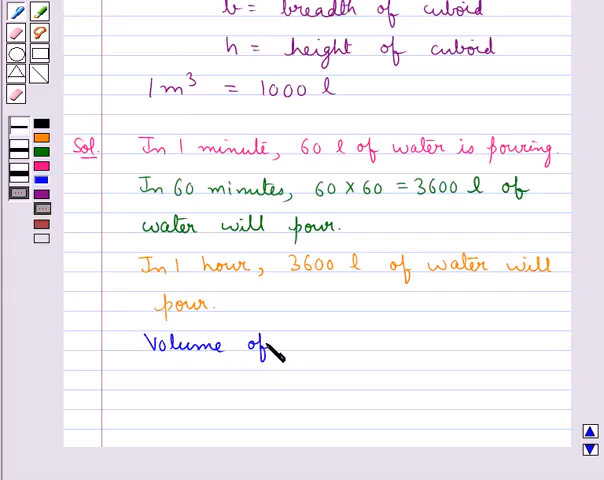 b = breadth of cuboid
h = height of cuboid
1 m³ = 1000 l
Sol. In 1 minute, 60 l of water is pouring.
In 60 minutes, 60 × 60 = 3600 l of
water will pour.
In 1 hour, 3600 l of water will
pour.
Volume of